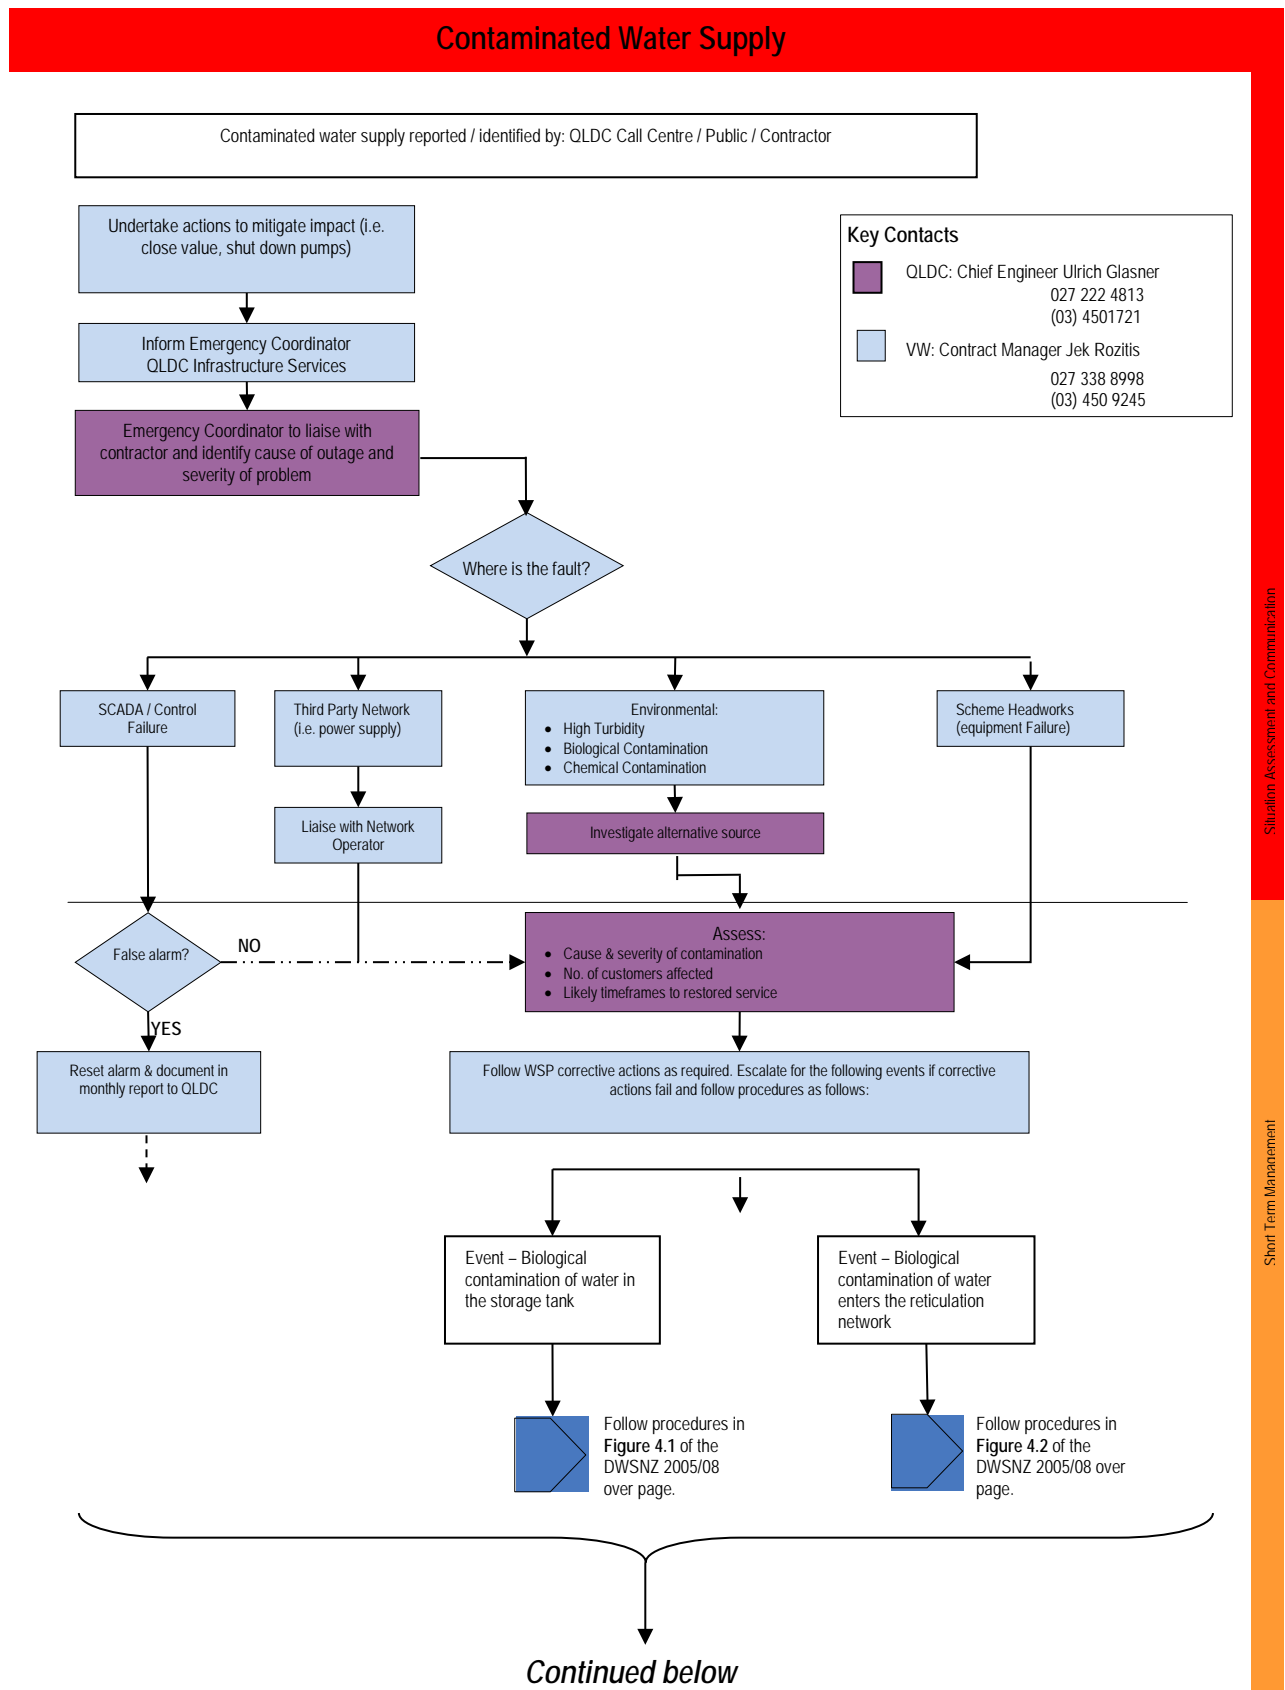 Contaminated Water Supply
Contaminated water supply reported / identified by: QLDC Call Centre / Public / Contractor
Undertake actions to mitigate impact (i.e.
close value, shut down pumps)
Key Contacts
QLDC: Chief Engineer Ulrich Glasner
027 222 4813
(03) 4501721
VW: Contract Manager Jek Rozitis
027 338 8998
(03) 450 9245
Inform Emergency Coordinator
QLDC Infrastructure Services
Emergency Coordinator to liaise with
contractor and identify cause of outage and
severity of problem
Where is the fault?
SCADA / Control
Failure
Third Party Network
(i.e. power supply)
Environmental:
• High Turbidity
• Biological Contamination
• Chemical Contamination
Scheme Headworks
(equipment Failure)
Liaise with Network
Operator
Investigate alternative source
Situation Assessment and Communication
False alarm?
NO
YES
Assess:
• Cause & severity of contamination
• No. of customers affected
• Likely timeframes to restored service
Reset alarm & document in
monthly report to QLDC
Follow WSP corrective actions as required. Escalate for the following events if corrective
actions fail and follow procedures as follows:
Short Term Management
Event – Biological
contamination of water in
the storage tank
Event – Biological
contamination of water
enters the reticulation
network
Follow procedures in
Figure 4.1 of the
DWSNZ 2005/08
over page.
Follow procedures in
Figure 4.2 of the
DWSNZ 2005/08 over
page.
Continued below